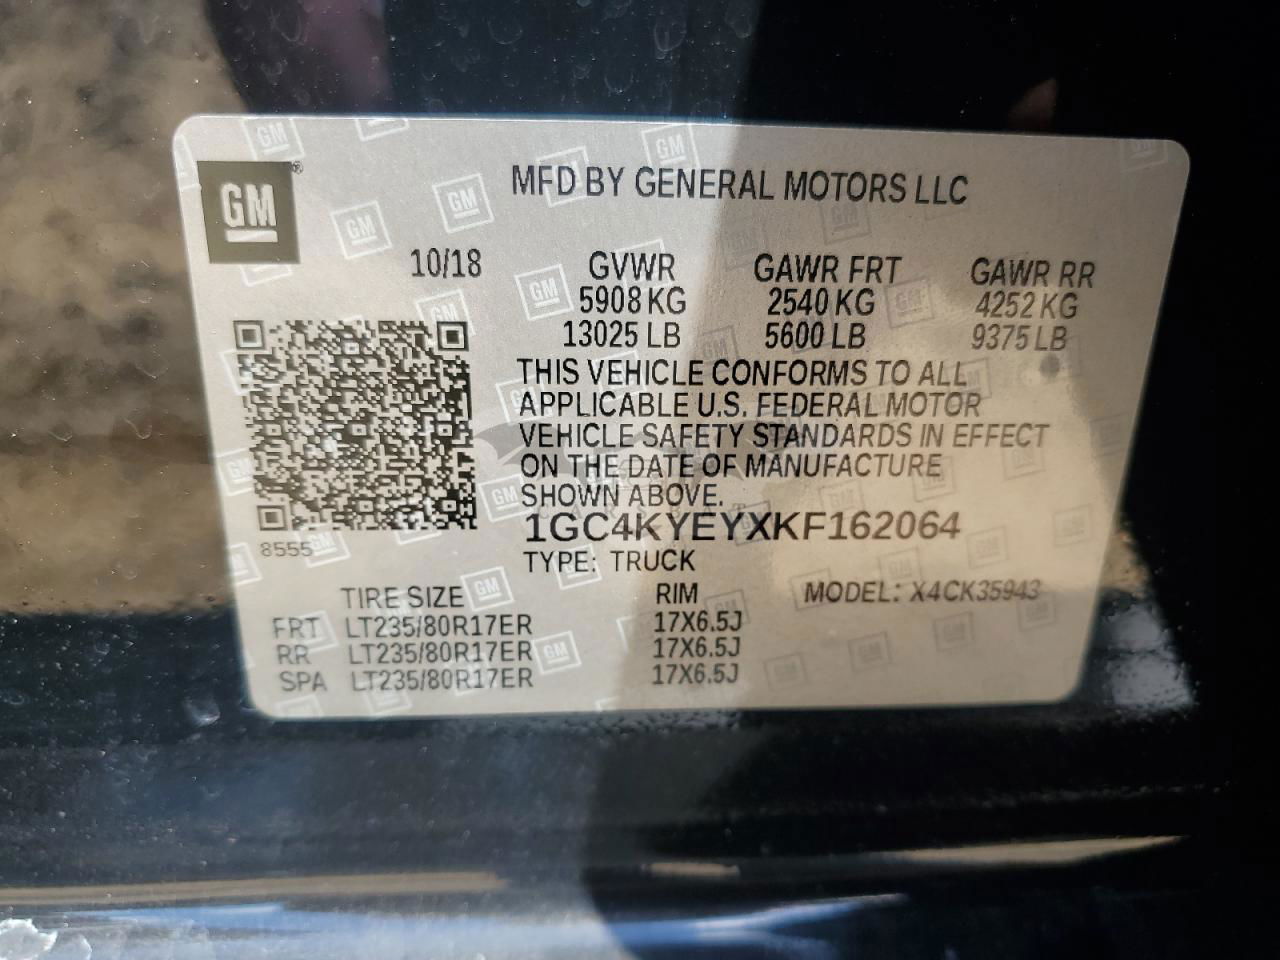 GM
MFD BY GENERAL MOTORS LLC
10/18 GVWR GAWR FRT GAWR RR
5908 KG 2540 KG 4252 KG
13025 LB 5600 LB 9375 LB
THIS VEHICLE CONFORMS TO ALL
APPLICABLE U.S. FEDERAL MOTOR
VEHICLE SAFETY STANDARDS IN EFFECT
ON THE DATE OF MANUFACTURE
SHOWN ABOVE.
1GC4KYEYXKF162064
8555
TYPE: TRUCK
TIRE SIZE RIM MODEL: X4CK35943
FRT LT235/80R17ER 17X6.5J
RR LT235/80R17ER 17X6.5J
SPA LT235/80R17ER 17X6.5J